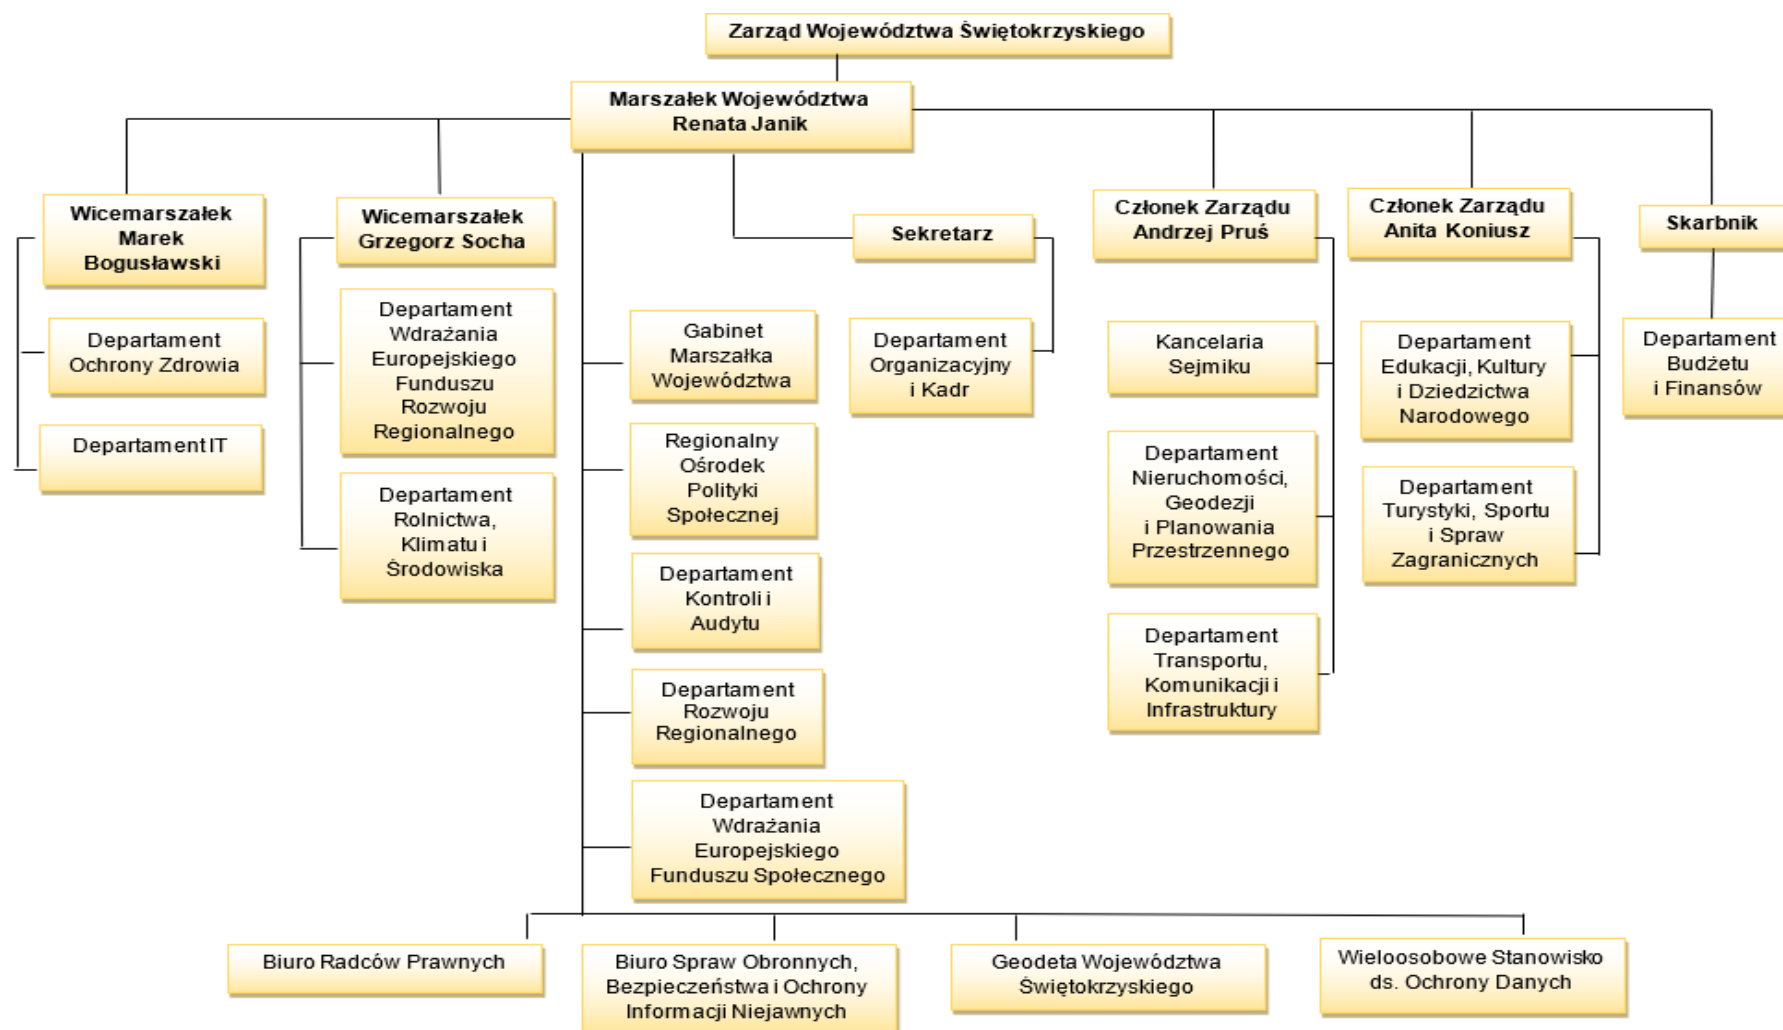 Zarząd Województwa Świętokrzyskiego
Marszałek Województwa
Renata Janik
Wicemarszałek
Marek
Bogusławski
Departament
Ochrony Zdrowia
Departament IT
Wicemarszałek
Grzegorz Socha
Departament
Wdrażania
Europejskiego
Funduszu
Rozwoju
Regionalnego
Departament
Rolnictwa,
Klimatu i
Środowiska
Gabinet
Marszałka
Województwa
Regionalny
Ośrodek
Polityki
Społecznej
Departament
Kontroli i
Audytu
Departament
Rozwoju
Regionalnego
Departament
Wdrażania
Europejskiego
Funduszu Społecznego
Sekretarz
Departament
Organizacyjny
i Kadr
Członek Zarządu
Andrzej Pruś
Kancelaria
Sejmiku
Departament
Nieruchomości,
Geodezji
i Planowania
Przestrzennego
Departament
Transportu,
Komunikacji i
Infrastruktury
Członek Zarządu
Anita Koniusz
Departament
Edukacji, Kultury
i Dziedzictwa
Narodowego
Departament
Turystyki, Sportu
i Spraw
Zagranicznych
Skarbnik
Departament
Budżetu
i Finansów
Biuro Radców Prawnych
Biuro Spraw Obronnych,
Bezpieczeństwa i Ochrony
Informacji Niejawnych
Geodeta Województwa
Świętokrzyskiego
Wieloosobowe Stanowisko
ds. Ochrony Danych